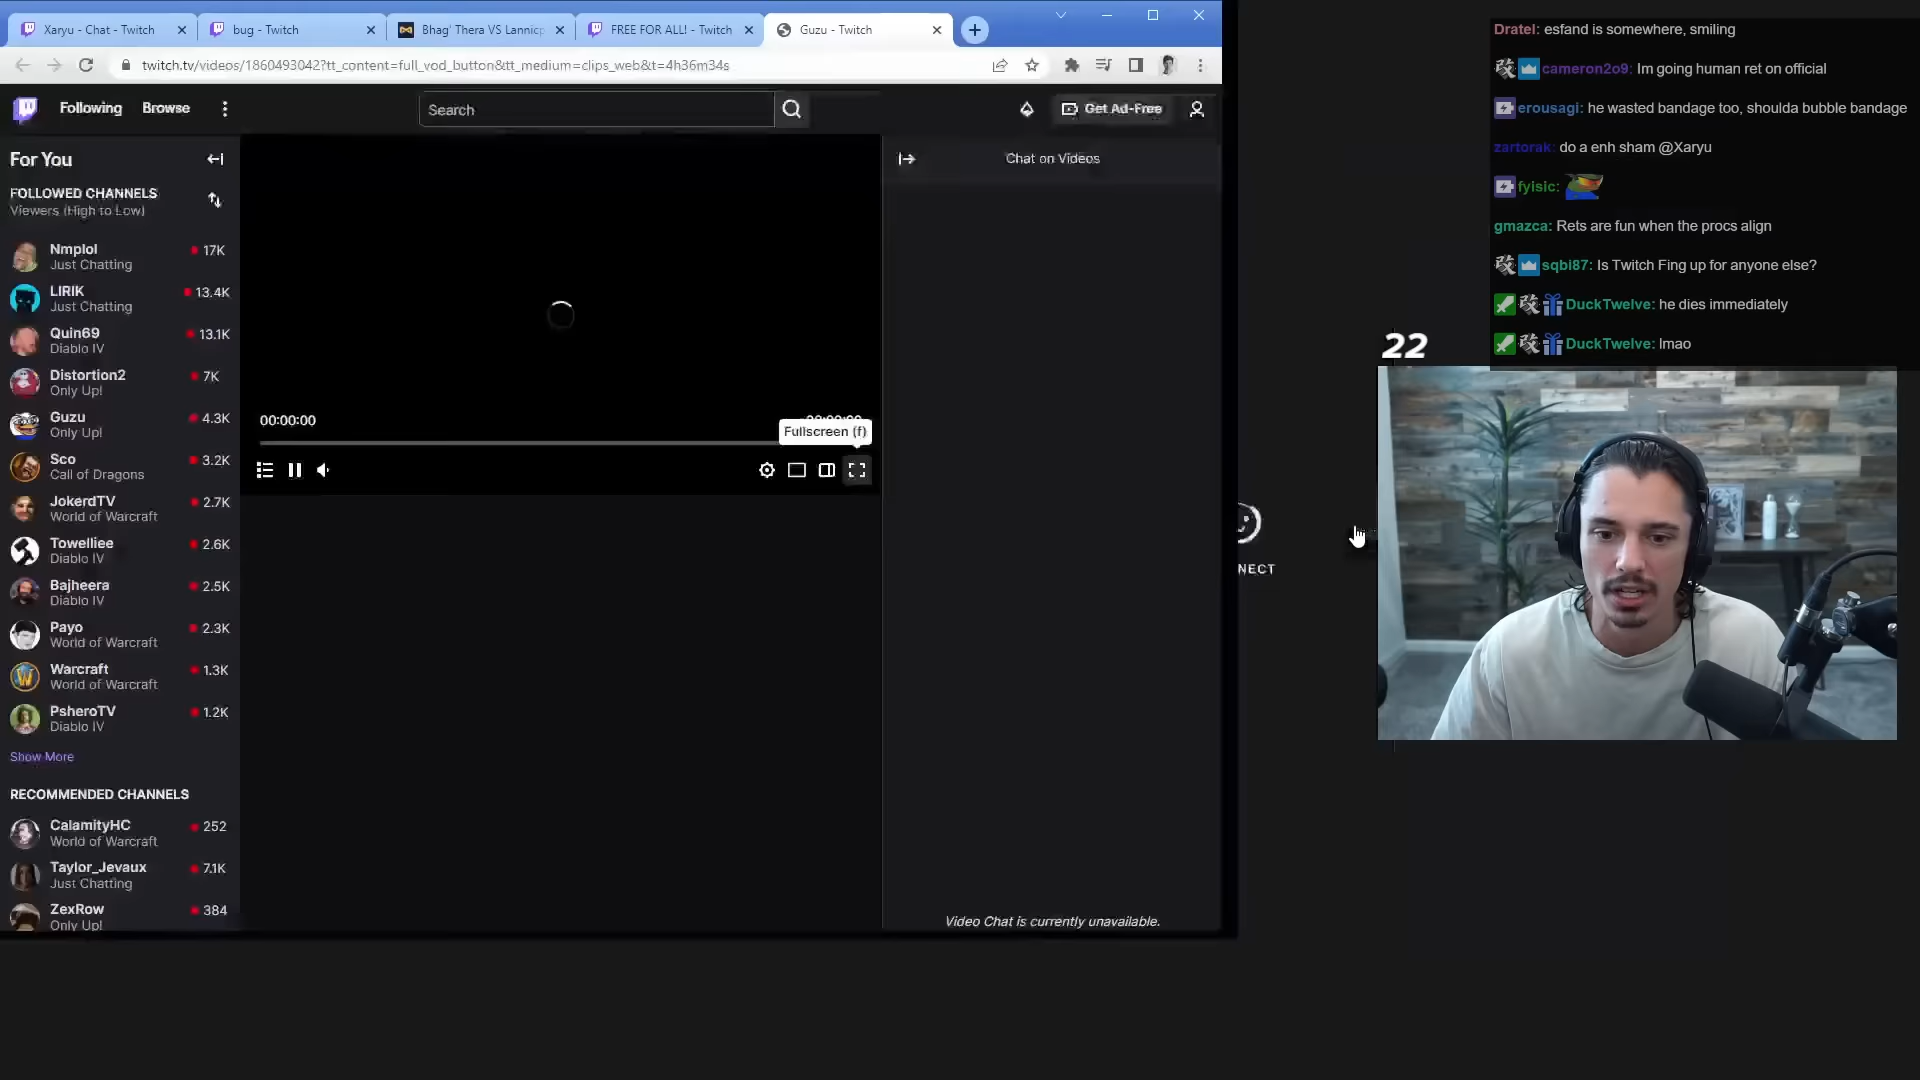 Xaryu - Chat - Twitch
bug - Twitch
Bhag' Thera VS Lannicp
FREE FOR ALL! - Twitch
Guzu - Twitch
twitch.tv/videos/1860493042?tt_content=full_vod_button&tt_medium=clips_web&t=4h36m34s
Following
Browse
Search
Get Ad-Free
For You
FOLLOWED CHANNELS
Viewers (High to Low)
Nmplol
17K
Just Chatting
LIRIK
13.4K
Just Chatting
Quin69
13.1K
Diablo IV
Distortion2
7K
Only Up!
Guzu
4.3K
Only Up!
Sco
3.2K
Call of Dragons
JokerdTV
2.7K
World of Warcraft
Towelliee
2.6K
Diablo IV
Bajheera
2.5K
Diablo IV
Payo
2.3K
World of Warcraft
Warcraft
1.3K
World of Warcraft
PsheroTV
1.2K
Diablo IV
Show More
RECOMMENDED CHANNELS
CalamityHC
252
World of Warcraft
Taylor_Jevaux
7.1K
Just Chatting
ZexRow
384
Only Up!
00:00:00
00:00:00
Fullscreen (f)
Chat on Videos
Video Chat is currently unavailable.
NECT
Dratel: esfand is somewhere, smiling
cameron2o9: Im going human ret on official
erousagi: he wasted bandage too, shoulda bubble bandage
zartorak: do a enh sham @Xaryu
fyisic:
gmazca: Rets are fun when the procs align
sqbi87: Is Twitch Fing up for anyone else?
DuckTwelve: he dies immediately
DuckTwelve: lmao
22